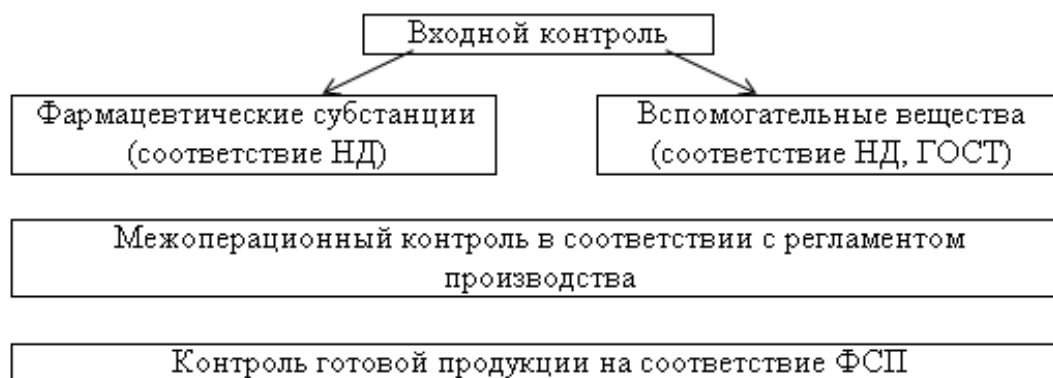 Входной контроль
Фармацевтические субстанции
(соответствие НД)
Вспомогательные вещества
(соответствие НД, ГОСТ)
Межоперационный контроль в соответствии с регламентом
производства
Контроль готовой продукции на соответствие ФСП